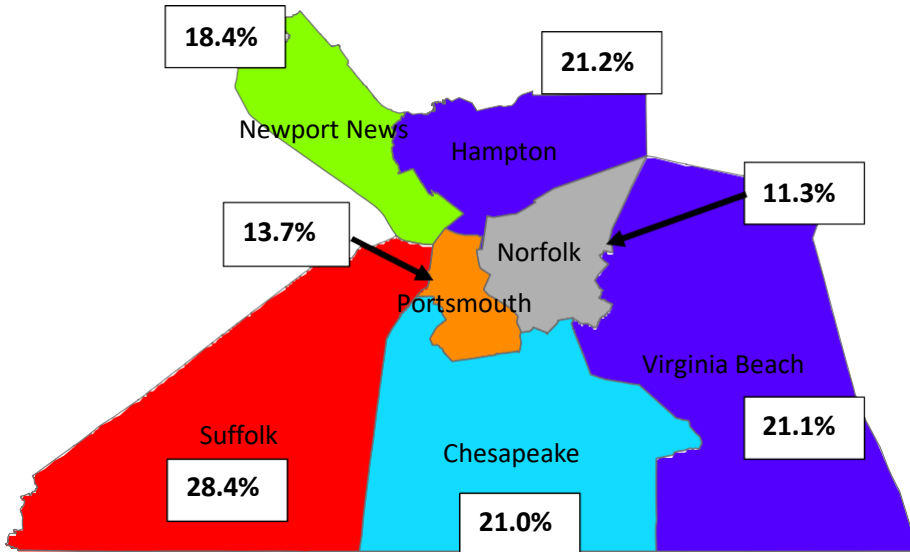 18.4%
21.2%
Newport News
Hampton
11.3%
13.7%
Norfolk
Portsmouth
Virginia Beach
21.1%
Suffolk
Chesapeake
28.4%
21.0%